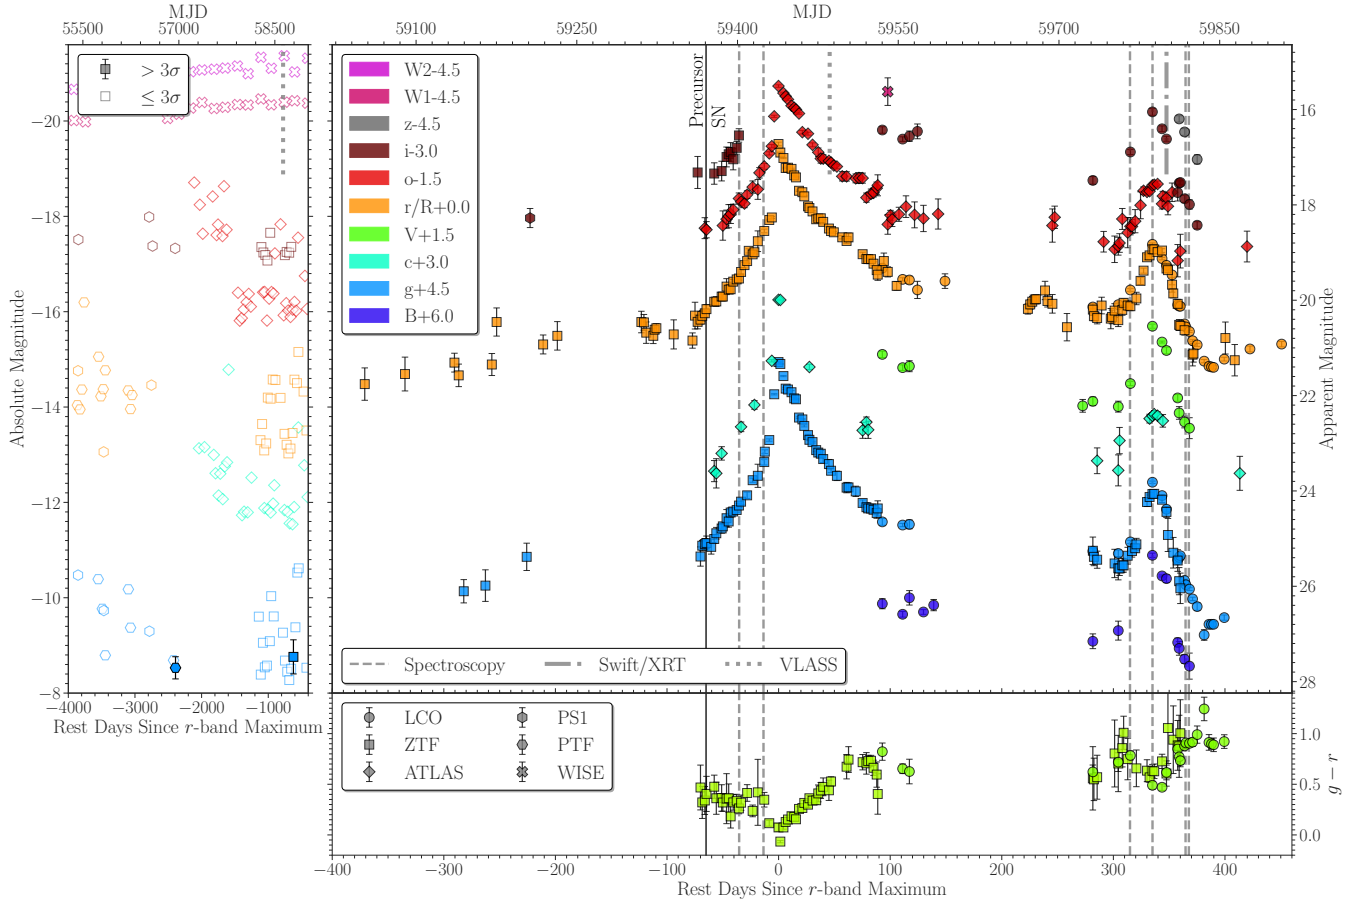 MJD
55500 57000 58500
MJD
59100 59250 59400 59550 59700 59850
> 3σ
≤ 3σ
W2-4.5
W1-4.5
z-4.5
i-3.0
o-1.5
r/R+0.0
V+1.5
c+3.0
g+4.5
B+6.0
Precursor
SN
Absolute Magnitude
−20
−18
−16
−14
−12
−10
−8
Apparent Magnitude
16
18
20
22
24
26
28
Spectroscopy Swift/XRT VLASS
−4000 −3000 −2000 −1000
Rest Days Since r-band Maximum
LCO PS1
ZTF PTF
ATLAS WISE
g − r
1.0
0.5
0.0
−400 −300 −200 −100 0 100 200 300 400
Rest Days Since r-band Maximum